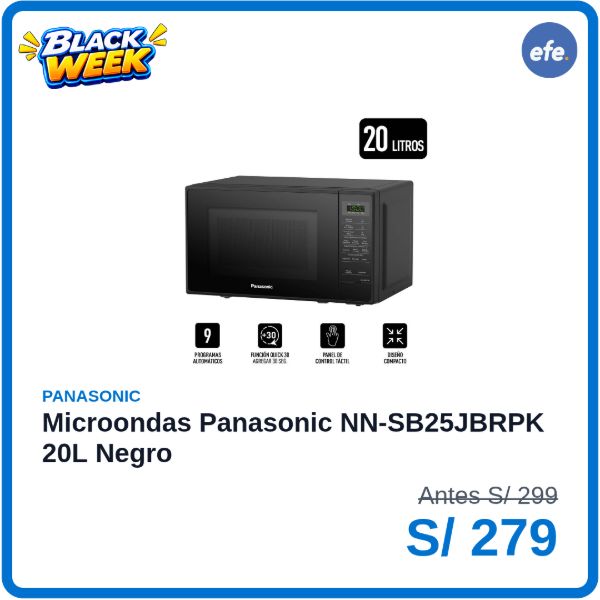 BLACK
WEEK
efe.
20 LITROS
Panasonic
9
PROGRAMAS
AUTOMÁTICOS
+30
FUNCIÓN QUICK 30
AGREGAR 30 SEG.
PANEL DE
CONTROL TÁCTIL
DISEÑO
COMPACTO
PANASONIC
Microondas Panasonic NN-SB25JBRPK
20L Negro
Antes S/ 299
S/ 279